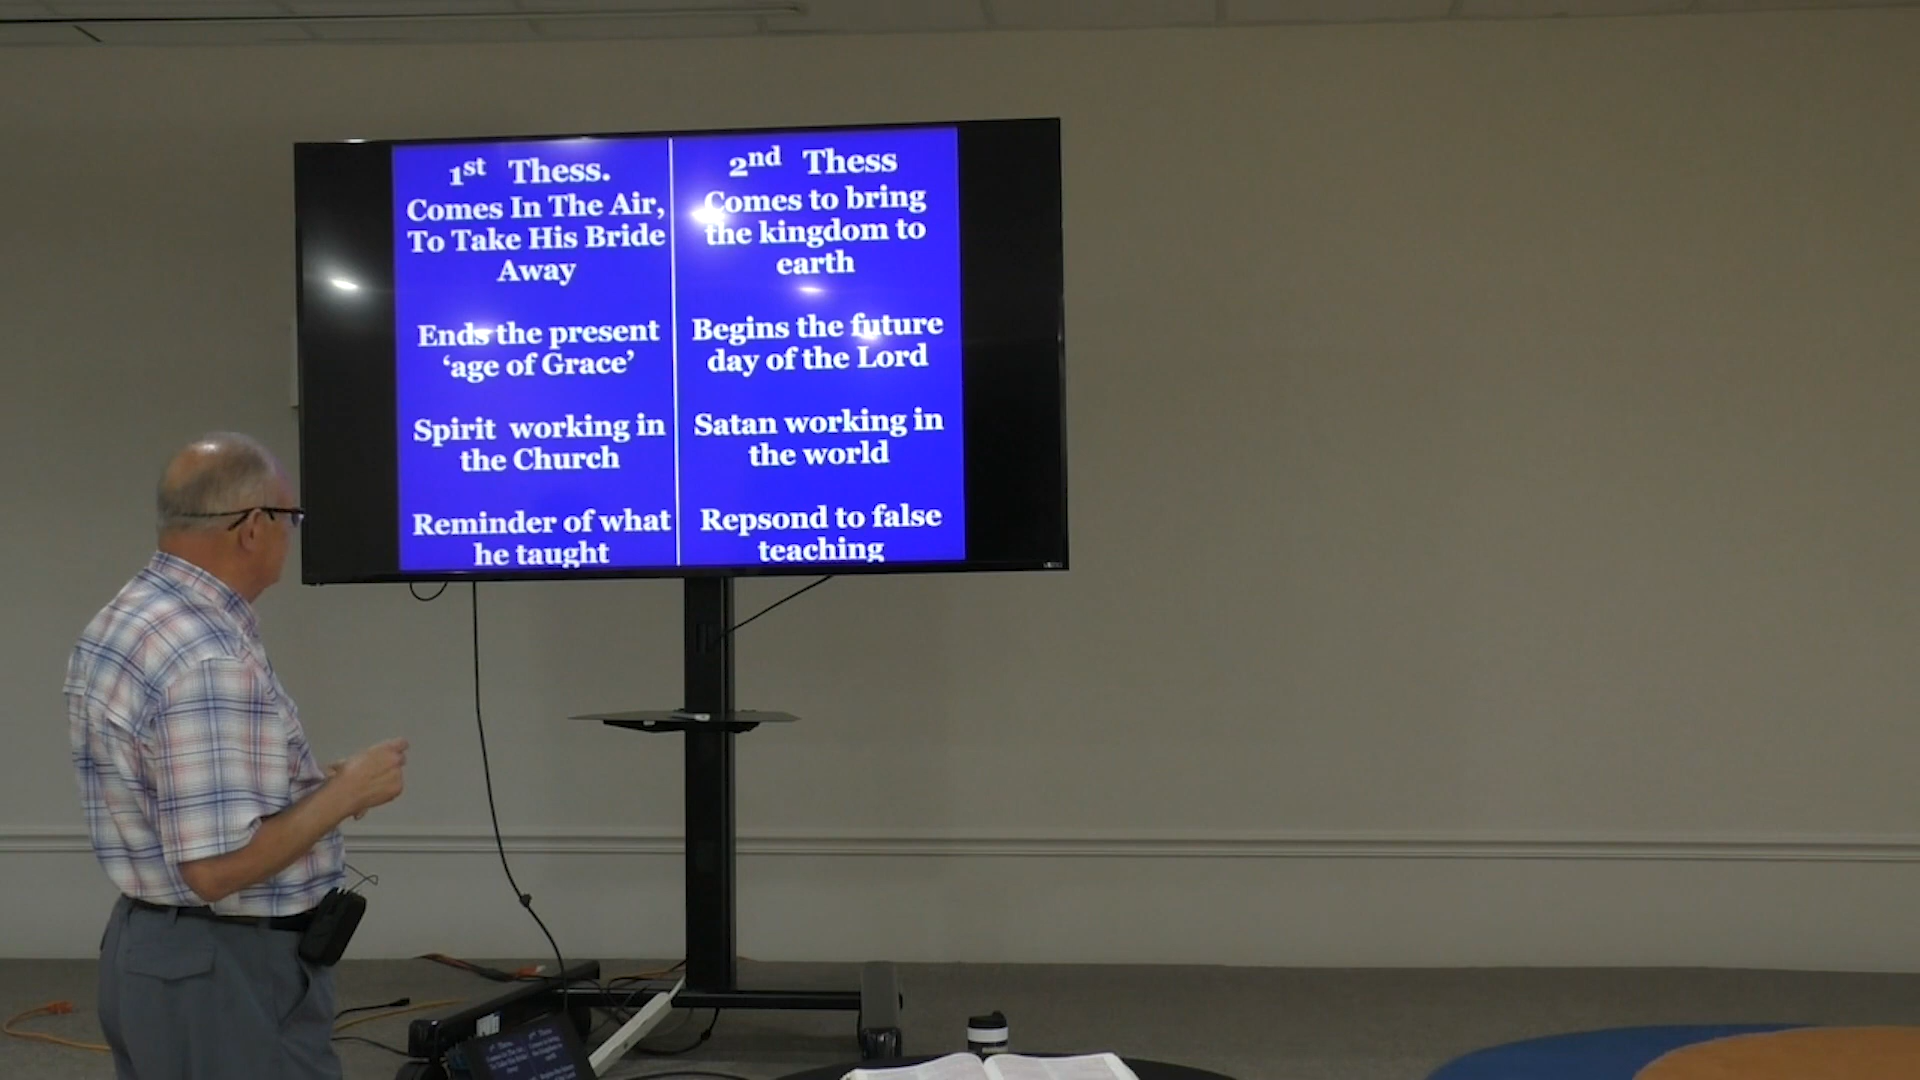 1st Thess.
Comes In The Air,
To Take His Bride
Away
Ends the present
‘age of Grace’
Spirit working in
the Church
Reminder of what
he taught
2nd Thess
Comes to bring
the kingdom to
earth
Begins the future
day of the Lord
Satan working in
the world
Repsond to false
teaching